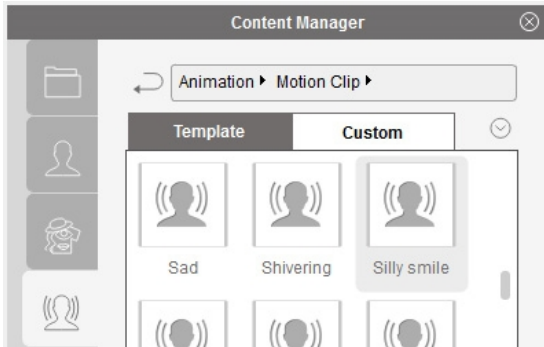 Content Manager
Animation Motion Clip
Template Custom
Sad Shivering Silly smile